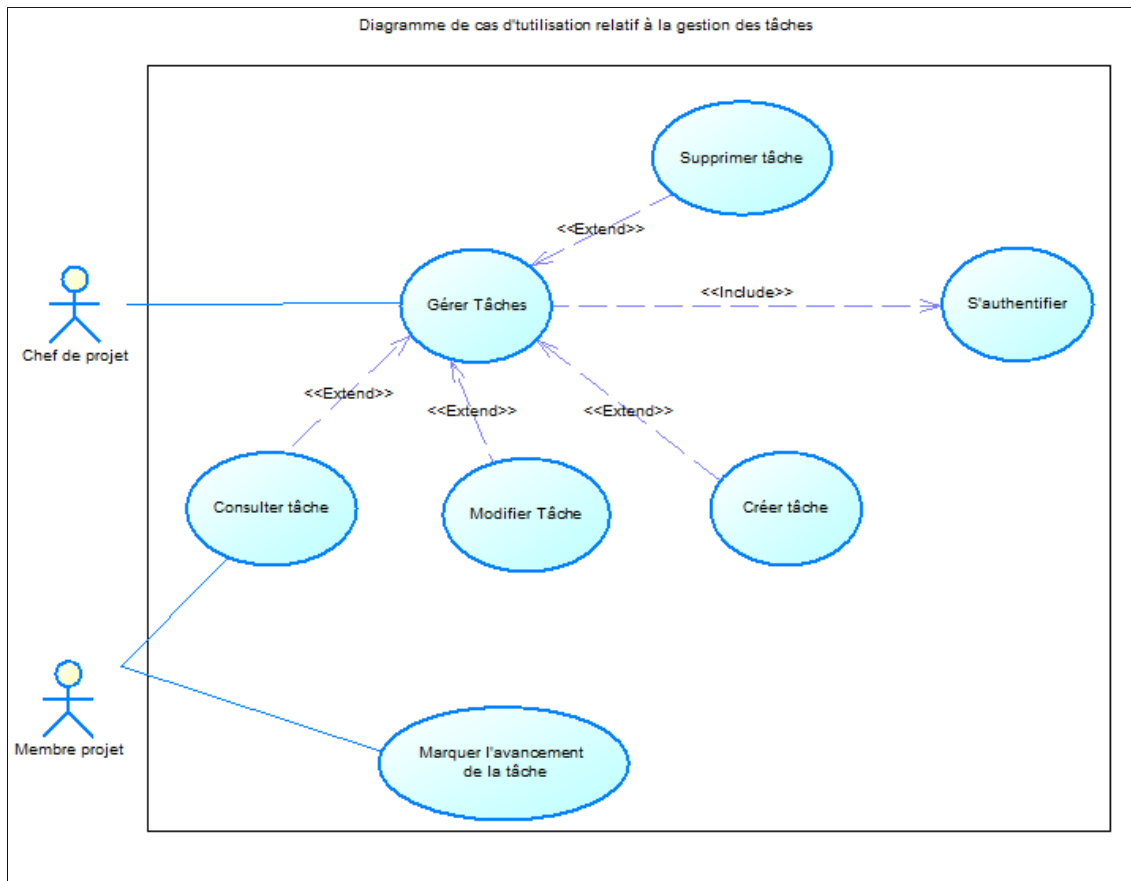 Diagramme de cas d'tutilisation relatif à la gestion des tâches
Supprimer tâche
<<Extend>>
Gérer Tâches
<<Include>>
S'authentifier
Chef de projet
<<Extend>>
<<Extend>>
<<Extend>>
Consulter tâche
Modifier Tâche
Créer tâche
Membre projet
Marquer l'avancement
de la tâche